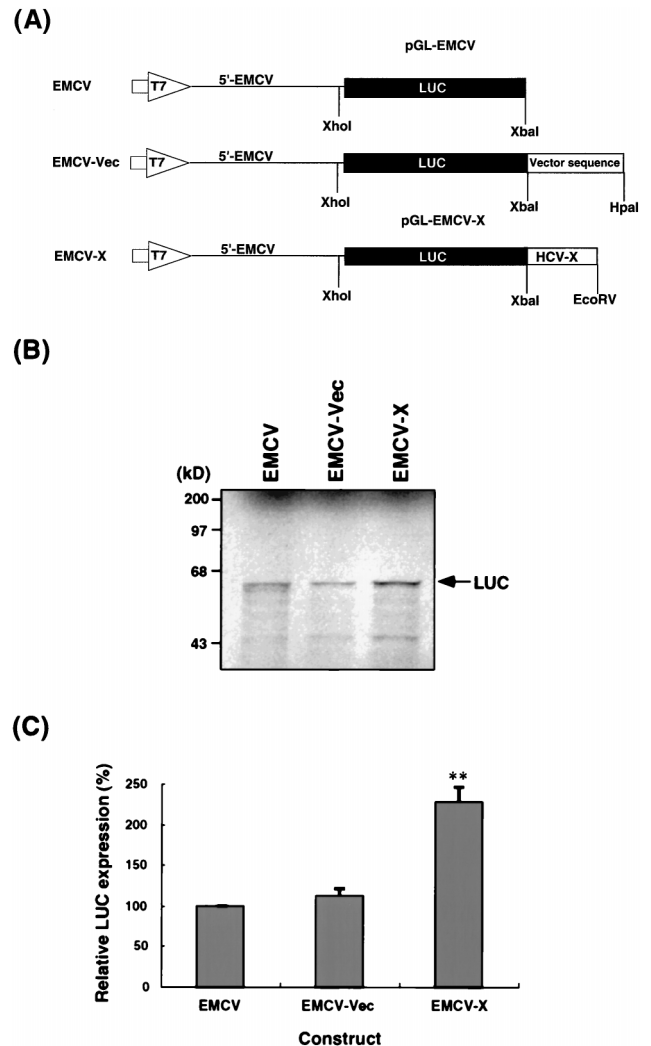 (A)
pGL-EMCV
EMCV T7 5'-EMCV LUC
XhoI XbaI
EMCV-Vec T7 5'-EMCV LUC Vector sequence
XhoI XbaI HpaI
pGL-EMCV-X
EMCV-X T7 5'-EMCV LUC HCV-X
XhoI XbaI EcoRV
(B)
EMCV
EMCV-Vec
EMCV-X
(kD)
200
97
68
LUC
43
(C)
Relative LUC expression (%)
250
200
150
100
50
0
**
EMCV EMCV-Vec EMCV-X
Construct